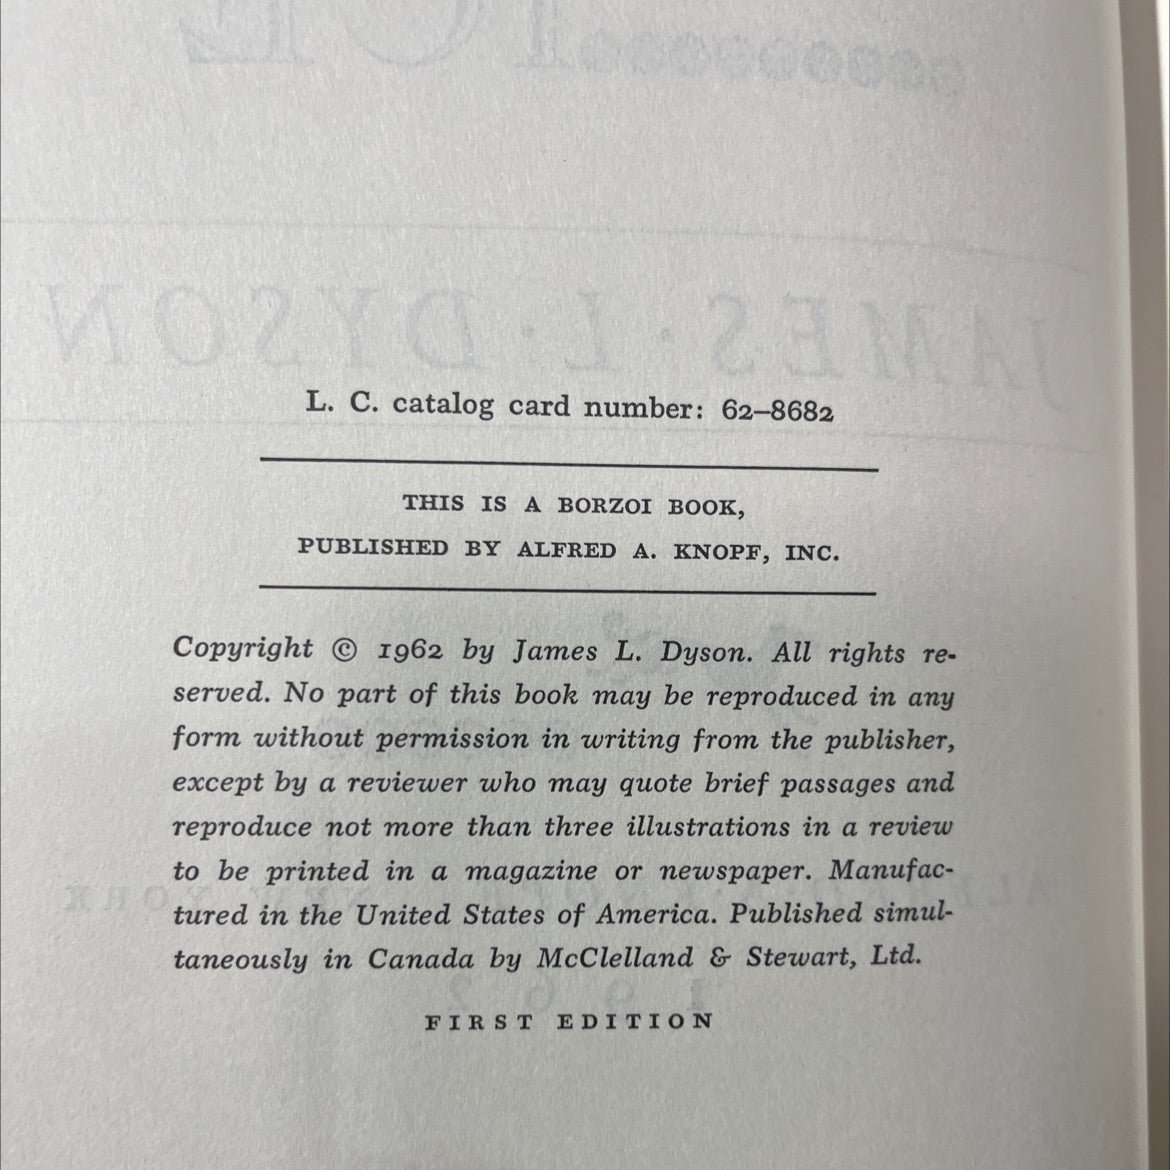 ICE
JAMES · L · DYSON
L. C. catalog card number: 62–8682
THIS IS A BORZOI BOOK,
PUBLISHED BY ALFRED A. KNOPF, INC.
Copyright © 1962 by James L. Dyson. All rights re-
served. No part of this book may be reproduced in any
form without permission in writing from the publisher,
except by a reviewer who may quote brief passages and
reproduce not more than three illustrations in a review
to be printed in a magazine or newspaper. Manufac-
tured in the United States of America. Published simul-
taneously in Canada by McClelland & Stewart, Ltd.
1962
FIRST EDITION